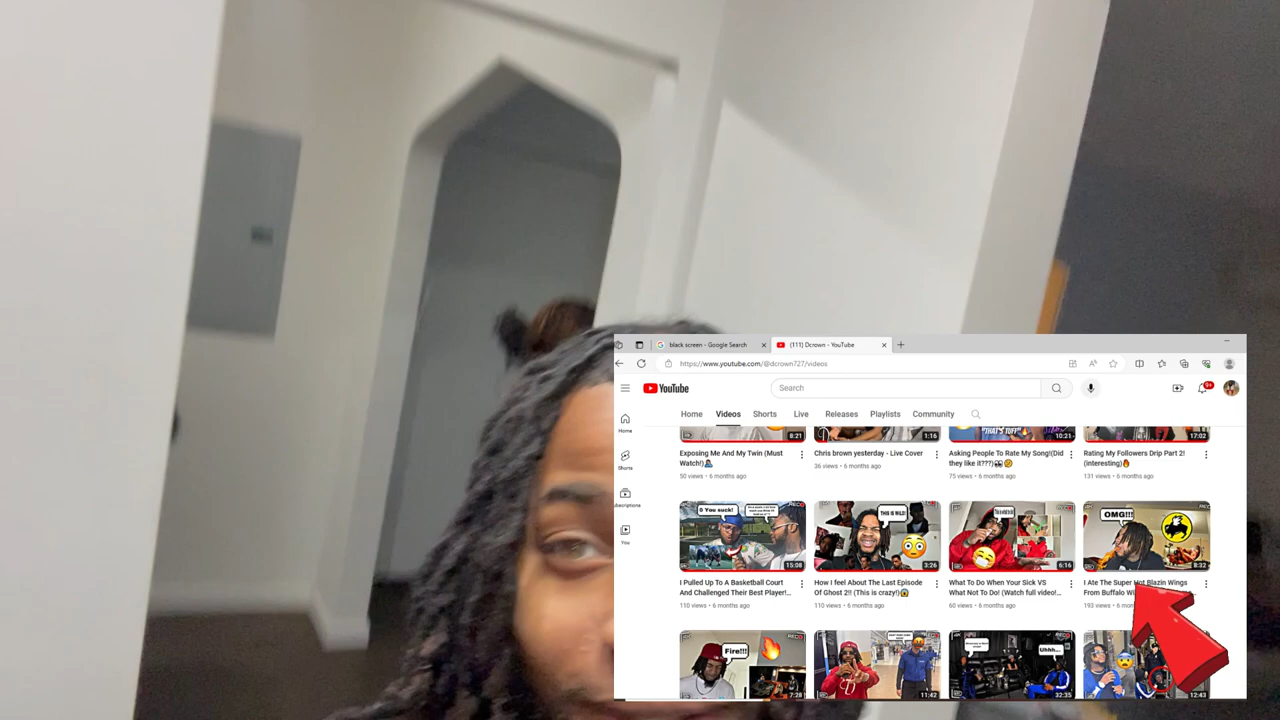 black screen - Google Search
(111) Dcrown - YouTube
https://www.youtube.com/@dcrown727/videos
YouTube
Search
9+
Home
Videos
Shorts
Live
Releases
Playlists
Community
Home
Shorts
You
8:21
1:16
"THAT'S TUFF"
10:21
17:02
Exposing Me And My Twin (Must
Watch!)
50 views • 6 months ago
Chris brown yesterday - Live Cover
36 views • 6 months ago
Asking People To Rate My Song!(Did
they like it???)
75 views • 6 months ago
Rating My Followers Drip Part 2!
(interesting)
131 views • 6 months ago
O You suck!
15:08
THIS IS WILD!
3:26
6:16
OMG!!!
8:32
I Pulled Up To A Basketball Court
And Challenged Their Best Player!...
110 views • 6 months ago
How I feel About The Last Episode
Of Ghost 2!! (This is crazy!)
110 views • 6 months ago
What To Do When Your Sick VS
What Not To Do! (Watch full video!...
60 views • 6 months ago
I Ate The Super Hot Blazin Wings
From Buffalo
193 views • 6
Fire!!!
7:28
11:42
Uhhh...
32:35
12:43